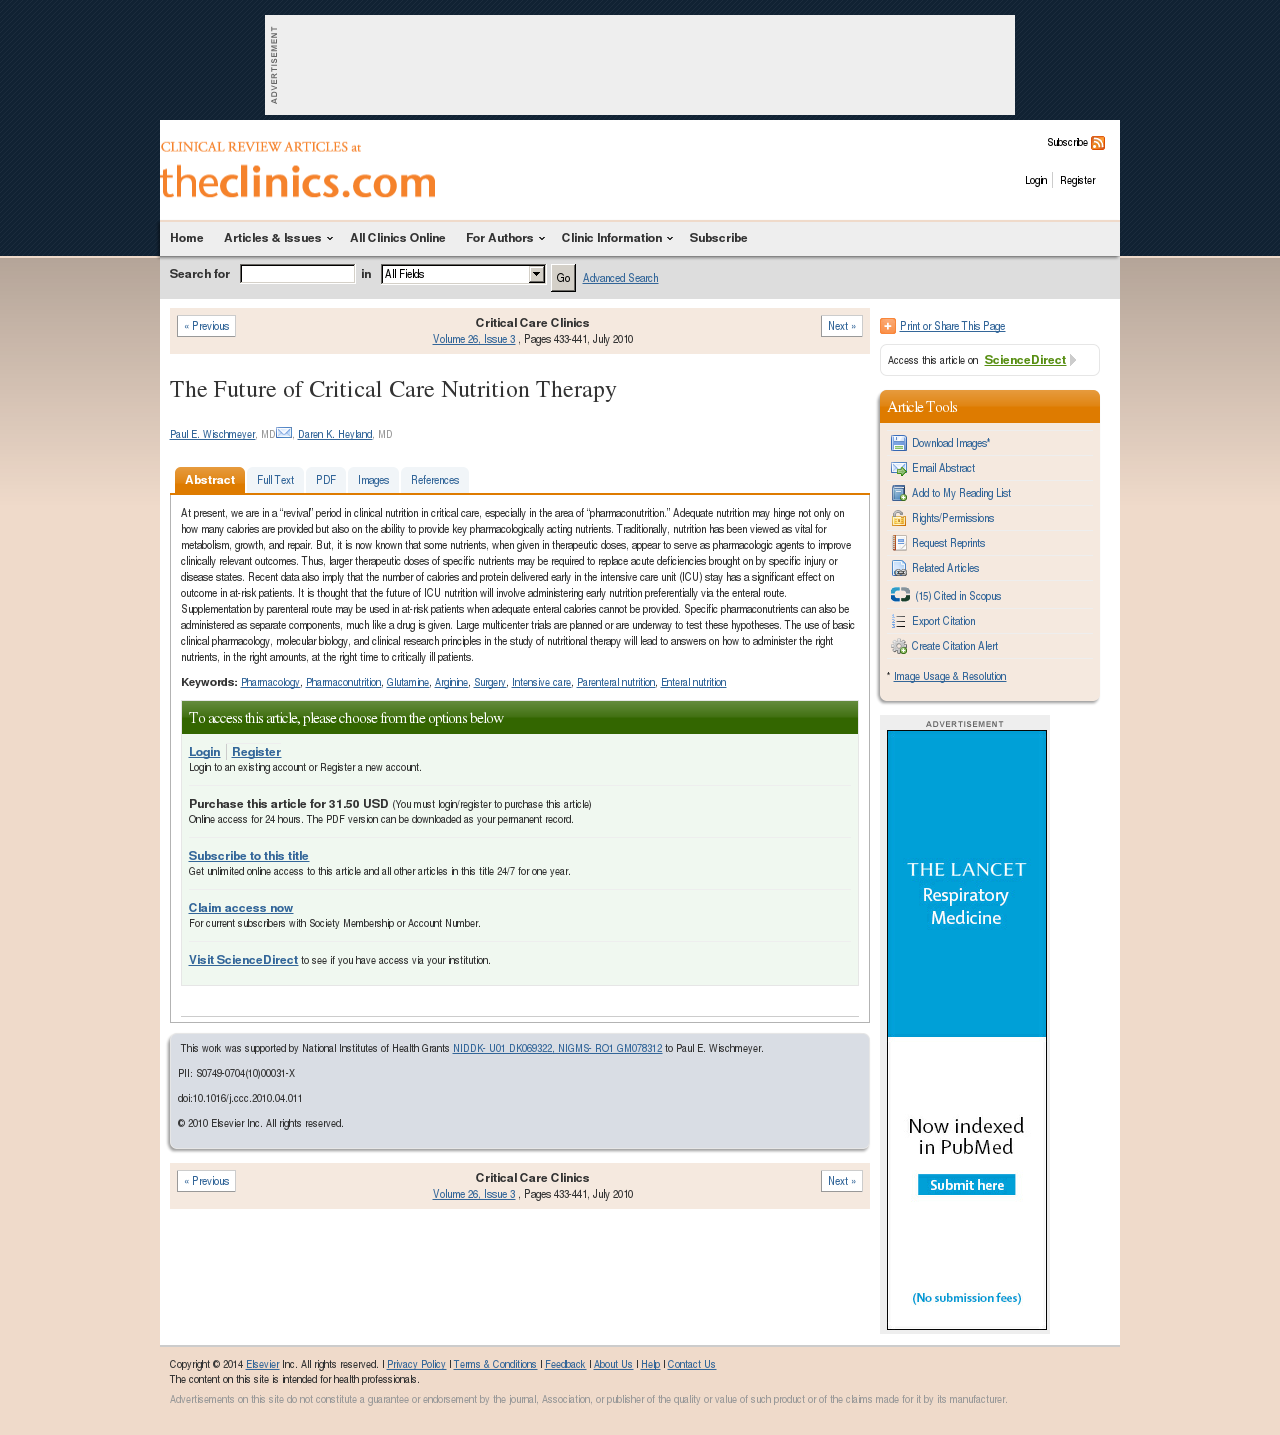 ADVERTISEMENT
CLINICAL REVIEW ARTICLES at
theclinics.com
Subscribe
Login Register
Home Articles & Issues All Clinics Online For Authors Clinic Information Subscribe
Search for in All Fields Go Advanced Search
« Previous
Critical Care Clinics
Volume 26, Issue 3 , Pages 433-441, July 2010
Next »
The Future of Critical Care Nutrition Therapy
Paul E. Wischmeyer, MD, Daren K. Heyland, MD
Abstract Full Text PDF Images References
At present, we are in a “revival” period in clinical nutrition in critical care, especially in the area of “pharmaconutrition.” Adequate nutrition may hinge not only on
how many calories are provided but also on the ability to provide key pharmacologically acting nutrients. Traditionally, nutrition has been viewed as vital for
metabolism, growth, and repair. But, it is now known that some nutrients, when given in therapeutic doses, appear to serve as pharmacologic agents to improve
clinically relevant outcomes. Thus, larger therapeutic doses of specific nutrients may be required to replace acute deficiencies brought on by specific injury or
disease states. Recent data also imply that the number of calories and protein delivered early in the intensive care unit (ICU) stay has a significant effect on
outcome in at-risk patients. It is thought that the future of ICU nutrition will involve administering early nutrition preferentially via the enteral route.
Supplementation by parenteral route may be used in at-risk patients when adequate enteral calories cannot be provided. Specific pharmaconutrients can also be
administered as separate components, much like a drug is given. Large multicenter trials are planned or are underway to test these hypotheses. The use of basic
clinical pharmacology, molecular biology, and clinical research principles in the study of nutritional therapy will lead to answers on how to administer the right
nutrients, in the right amounts, at the right time to critically ill patients.
Keywords: Pharmacology, Pharmaconutrition, Glutamine, Arginine, Surgery, Intensive care, Parenteral nutrition, Enteral nutrition
To access this article, please choose from the options below
Login Register
Login to an existing account or Register a new account.
Purchase this article for 31.50 USD (You must login/register to purchase this article)
Online access for 24 hours. The PDF version can be downloaded as your permanent record.
Subscribe to this title
Get unlimited online access to this article and all other articles in this title 24/7 for one year.
Claim access now
For current subscribers with Society Membership or Account Number.
Visit ScienceDirect to see if you have access via your institution.
This work was supported by National Institutes of Health Grants NIDDK- U01 DK069322, NIGMS- RO1 GM078312 to Paul E. Wischmeyer.
PII: S0749-0704(10)00031-X
doi:10.1016/j.ccc.2010.04.011
© 2010 Elsevier Inc. All rights reserved.
« Previous
Critical Care Clinics
Volume 26, Issue 3 , Pages 433-441, July 2010
Next »
Print or Share This Page
Access this article on ScienceDirect
Article Tools
Download Images*
Email Abstract
Add to My Reading List
Rights/Permissions
Request Reprints
Related Articles
(15) Cited in Scopus
Export Citation
Create Citation Alert
* Image Usage & Resolution
ADVERTISEMENT
THE LANCET
Respiratory
Medicine
Now indexed
in PubMed
Submit here
(No submission fees)
Copyright © 2014 Elsevier Inc. All rights reserved. | Privacy Policy | Terms & Conditions | Feedback | About Us | Help | Contact Us
The content on this site is intended for health professionals.
Advertisements on this site do not constitute a guarantee or endorsement by the journal, Association, or publisher of the quality or value of such product or of the claims made for it by its manufacturer.